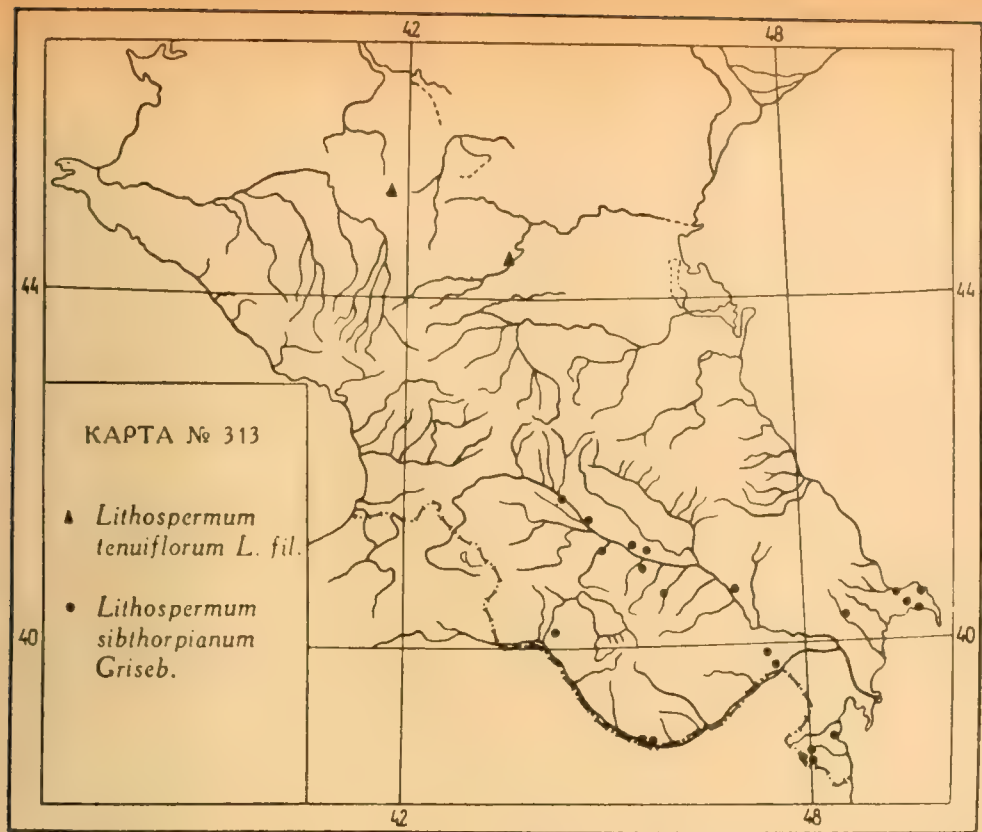 42 48
44 44
КАРТА № 313
Lithospermum
tenuiflorum L. fil.
Lithospermum
sibthorpianum
Griseb.
40 40
42 48